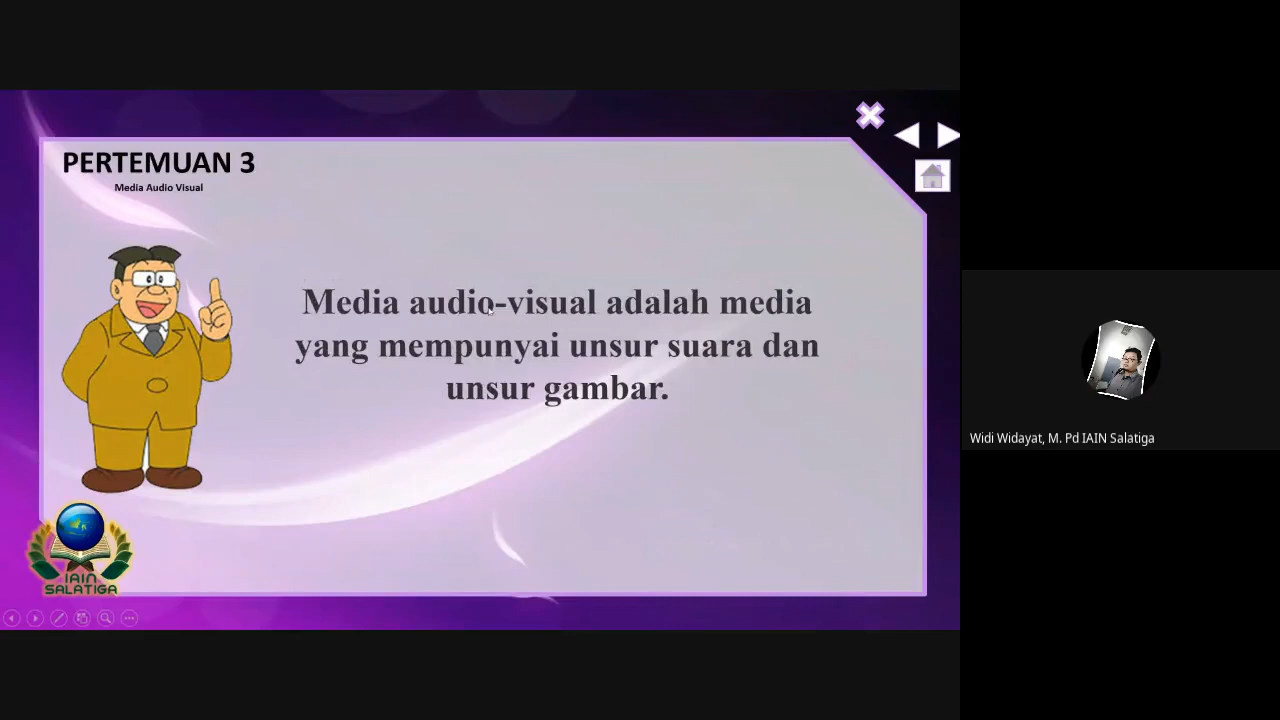 PERTEMUAN 3
Media Audio Visual
Media audio-visual adalah media
yang mempunyai unsur suara dan
unsur gambar.
IAIN
SALATIGA
Widi Widayat, M. Pd IAIN Salatiga